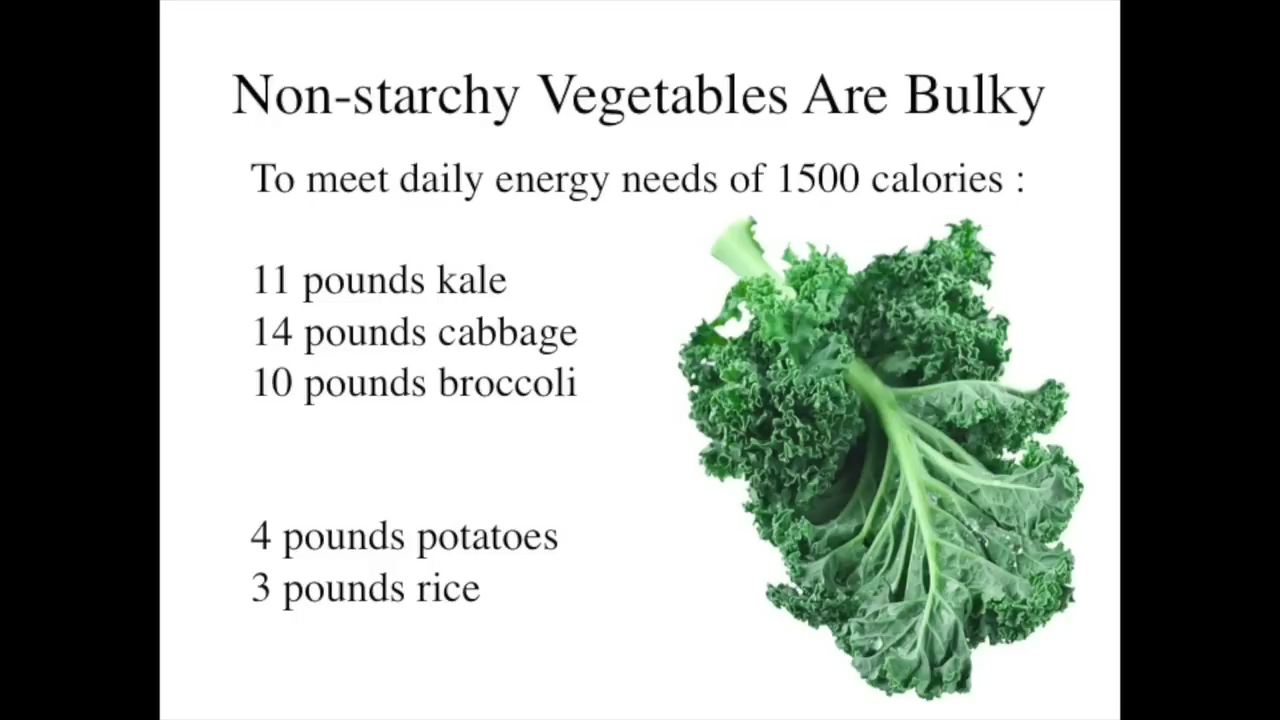 Non-starchy Vegetables Are Bulky
To meet daily energy needs of 1500 calories :
11 pounds kale
14 pounds cabbage
10 pounds broccoli
4 pounds potatoes
3 pounds rice